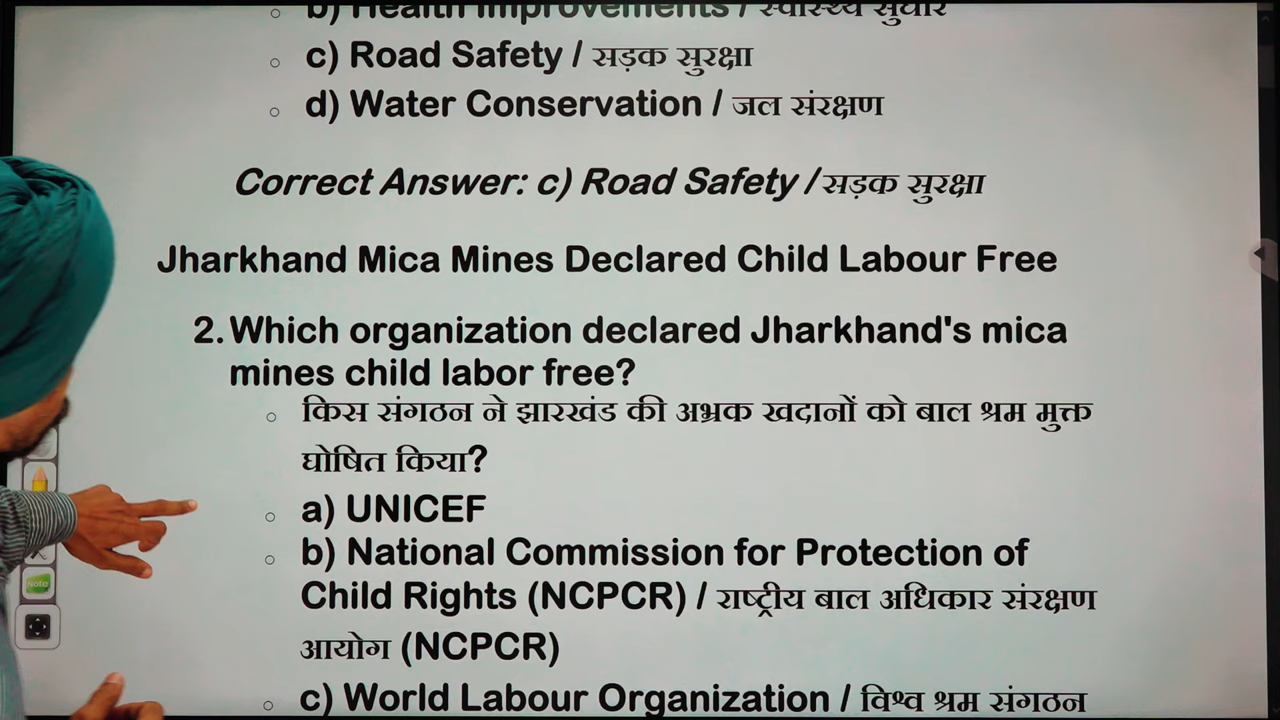 b) Health Improvements / स्वास्थ्य सुधार
c) Road Safety / सड़क सुरक्षा
d) Water Conservation / जल संरक्षण
Correct Answer: c) Road Safety / सड़क सुरक्षा
Jharkhand Mica Mines Declared Child Labour Free
2. Which organization declared Jharkhand's mica
mines child labor free?
किस संगठन ने झारखंड की अभ्रक खदानों को बाल श्रम मुक्त
घोषित किया?
a) UNICEF
b) National Commission for Protection of
Child Rights (NCPCR) / राष्ट्रीय बाल अधिकार संरक्षण
आयोग (NCPCR)
c) World Labour Organization / विश्व श्रम संगठन
Note